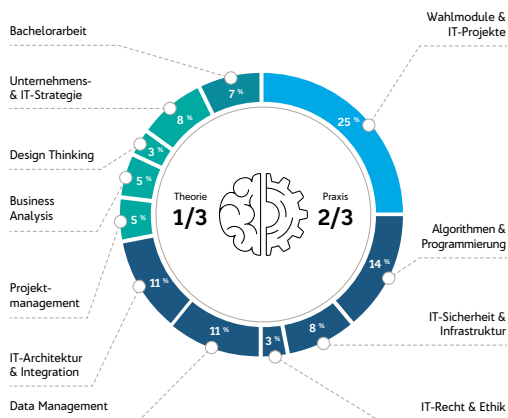 Bachelorarbeit
Unternehmens-
& IT-Strategie
Design Thinking
Business
Analysis
Projekt-
management
IT-Architektur
& Integration
Data Management
Wahlmodule &
IT-Projekte
Algorithmen &
Programmierung
IT-Sicherheit &
Infrastruktur
IT-Recht & Ethik
7 %
8 %
3 %
5 %
5 %
11 %
11 %
3 %
8 %
14 %
25 %
Theorie
1/3
Praxis
2/3